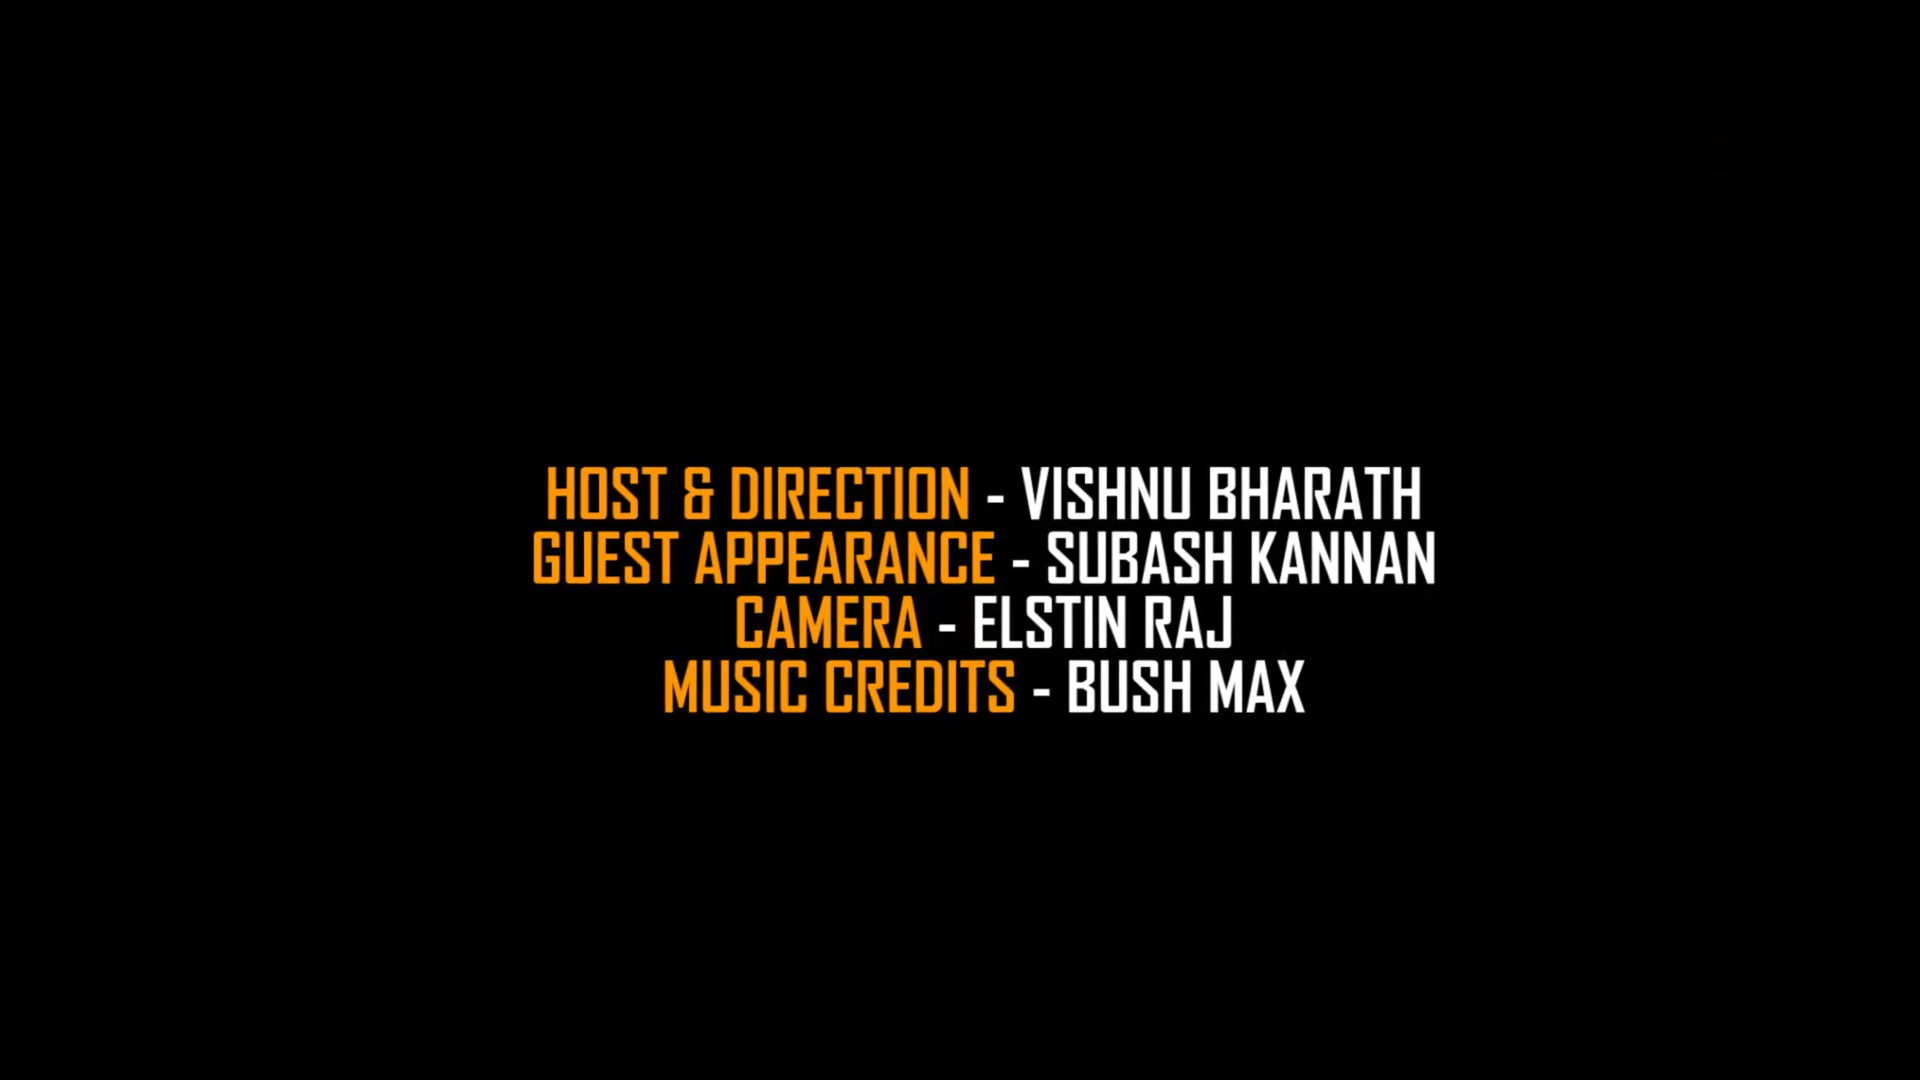 HOST & DIRECTION - VISHNU BHARATH
GUEST APPEARANCE - SUBASH KANNAN
CAMERA - ELSTIN RAJ
MUSIC CREDITS - BUSH MAX